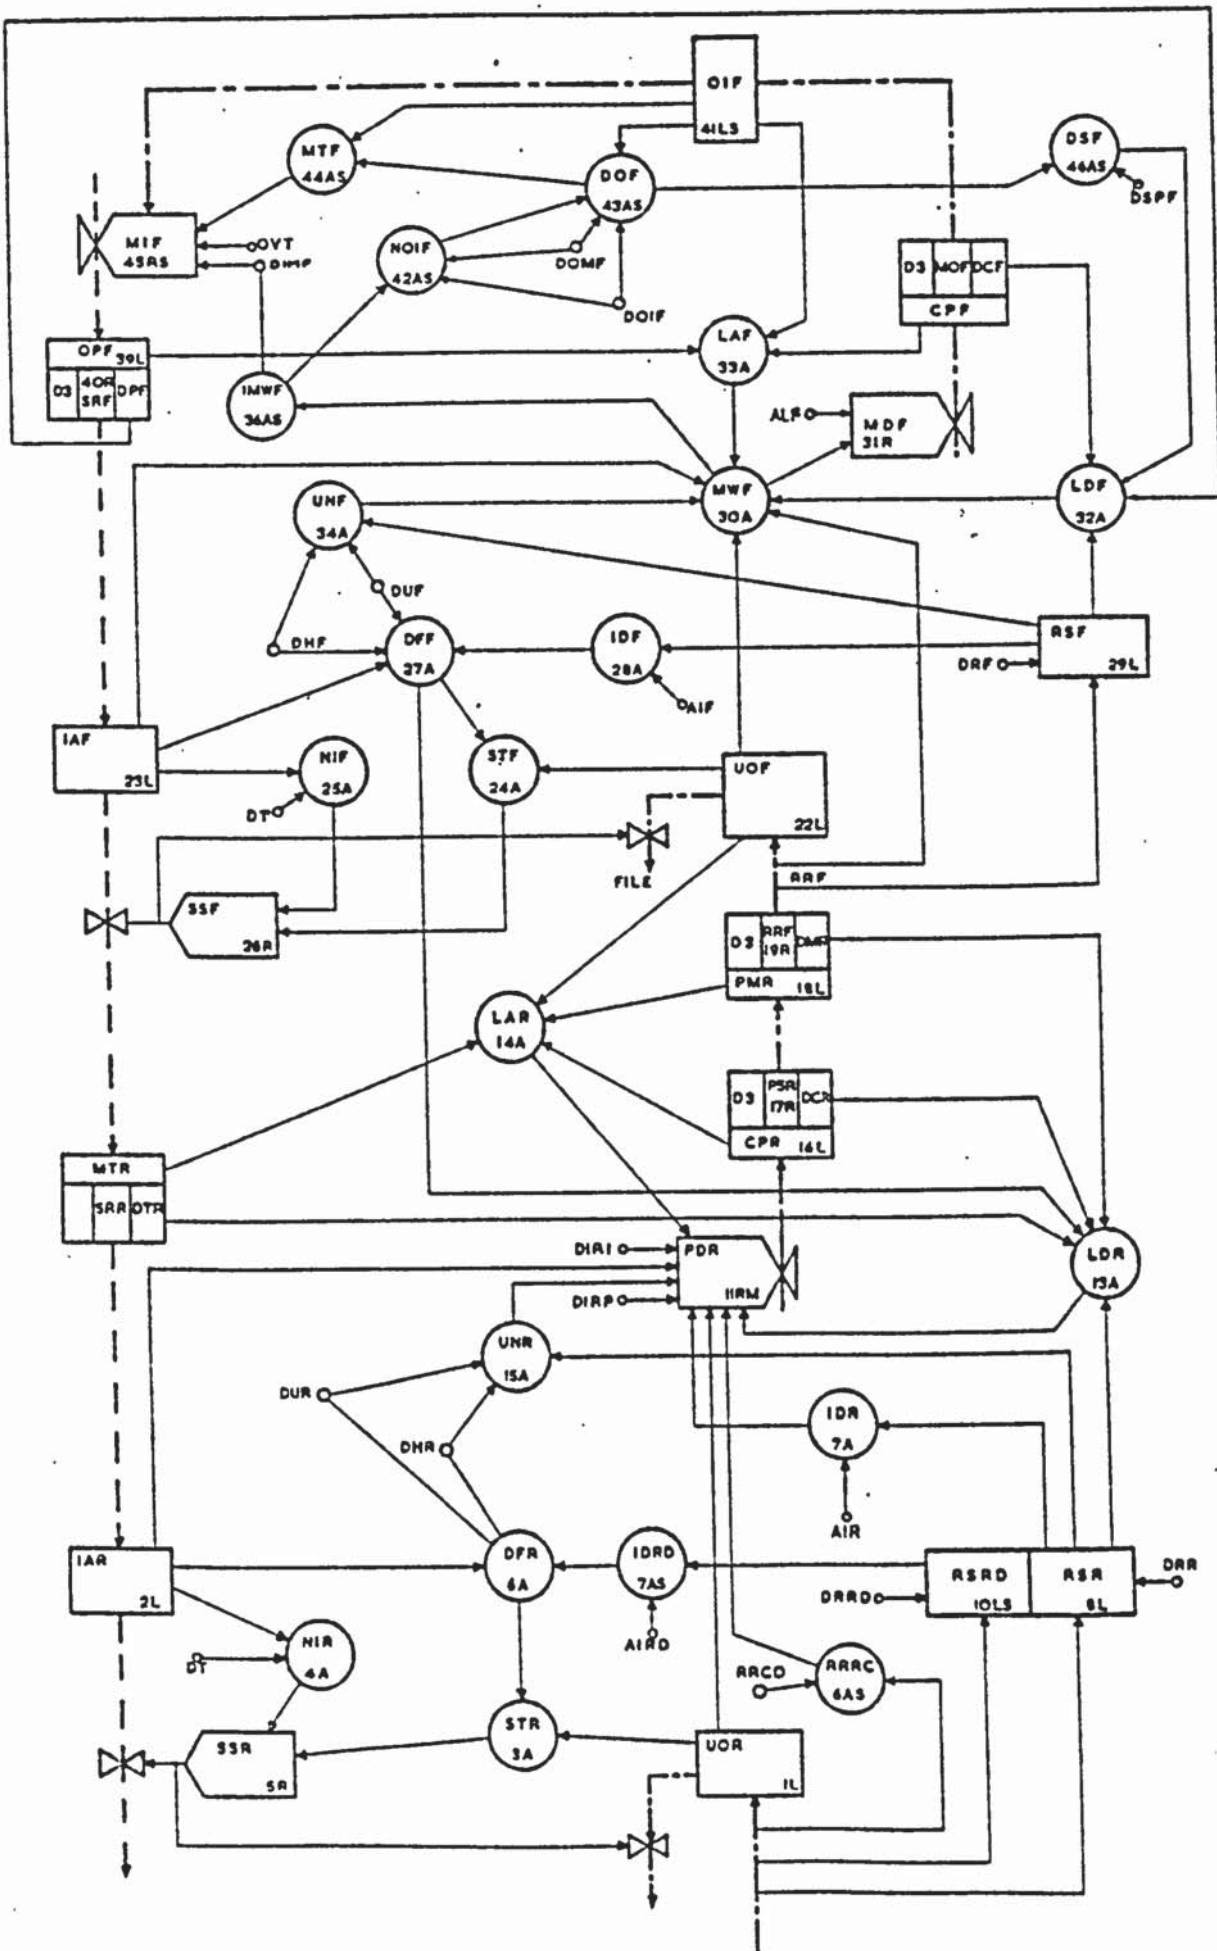 OIF
41LS
MTF
44AS
DOF
43AS
DSF
46AS
DSPF
MIF
45RS
OVT
DIMF
NOIF
42AS
DOMF
DOIF
D3 MOF DCF
CPF
LAF
33A
OPF 39L
D3 40R SRF DPF
IMWF
36AS
ALF
MDF
31R
UNF
34A
MWF
30A
LDF
32A
DUF
DHF
DFF
27A
IDF
28A
AIF
RSF
29L
DRF
IAF
23L
NIF
25A
DT
STF
24A
UOF
22L
FILE
RRF
SSF
26R
D3 RRF 19R DMR
PMR 18L
LAR
14A
D3 PSR 17R DCR
CPR 16L
MTR
SRR DTR
DIRI
PDR
11RM
DIRP
LDR
13A
UNR
15A
DUR
DHR
IDR
7A
AIR
IAR
2L
DFR
6A
IDRD
7AS
AIRD
RSRD
10LS
RSR
8L
DRR
DRRD
NIR
4A
DT
RRCD
RRRC
6AS
STR
3A
SSR
5R
UOR
1L